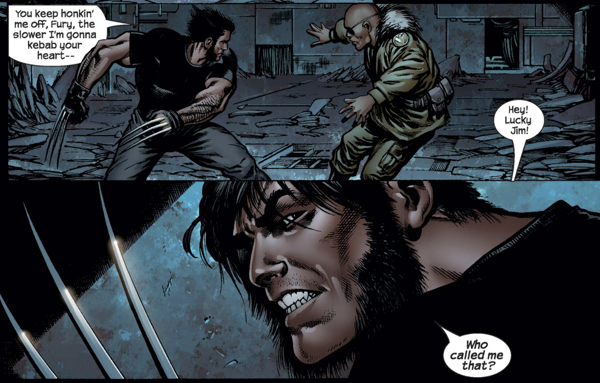 You keep honkin'
me off, Fury, the
slower I'm gonna
kebab your
heart--
Hey!
Lucky
Jim!
Who
called me
that?